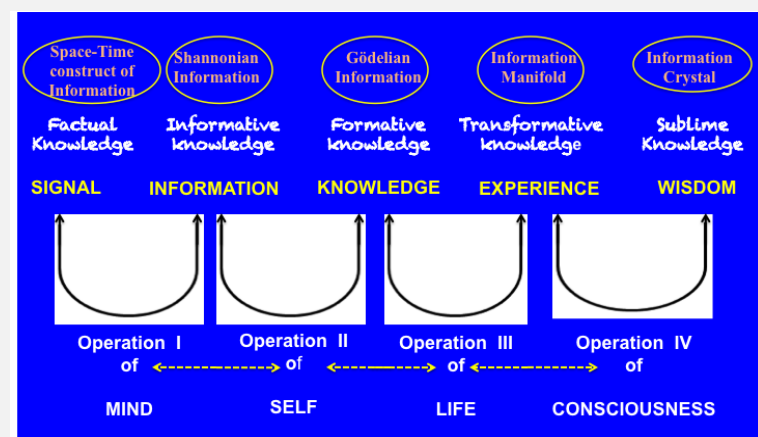 Space-Time
construct of
Information
Shannonian
Information
Gödelian
Information
Information
Manifold
Information
Crystal
Factual
Knowledge
Informative
knowledge
Formative
knowledge
Transformative
knowledge
Sublime
Knowledge
SIGNAL
INFORMATION
KNOWLEDGE
EXPERIENCE
WISDOM
Operation I
of
MIND
Operation II
of
SELF
Operation III
of
LIFE
Operation IV
of
CONSCIOUSNESS